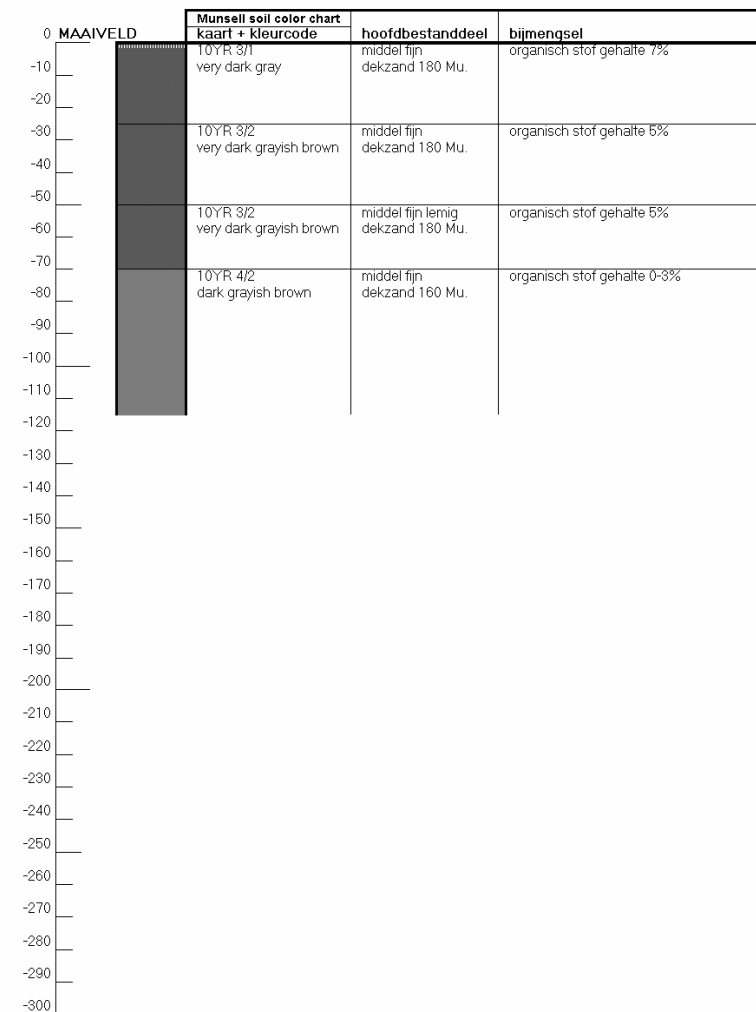 Munsell soil color chart
0 MAAIVELD kaart + kleurcode hoofdbestanddeel bijmengsel
10YR 3/1 middel fijn organisch stof gehalte 7%
-10 very dark gray dekzand 180 Mu.
-20
-30 10YR 3/2 middel fijn organisch stof gehalte 5%
very dark grayish brown dekzand 180 Mu.
-40
-50
10YR 3/2 middel fijn lemig organisch stof gehalte 5%
-60 very dark grayish brown dekzand 180 Mu.
-70
10YR 4/2 middel fijn organisch stof gehalte 0-3%
-80 dark grayish brown dekzand 160 Mu.
-90
-100
-110
-120
-130
-140
-150
-160
-170
-180
-190
-200
-210
-220
-230
-240
-250
-260
-270
-280
-290
-300